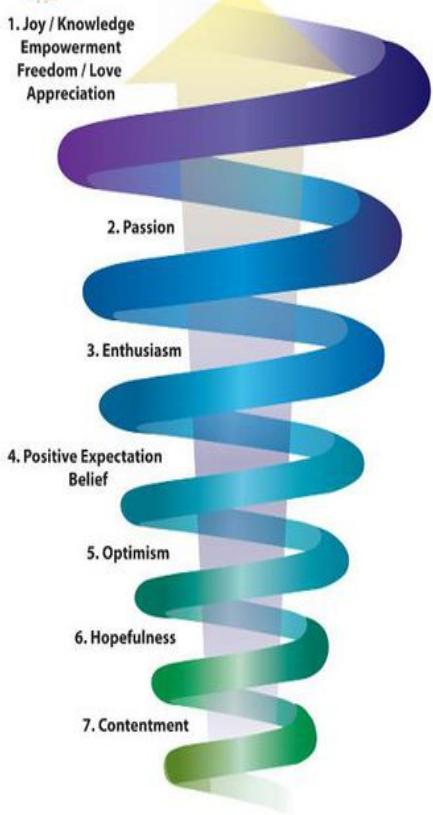 1. Joy / Knowledge
Empowerment
Freedom / Love
Appreciation
2. Passion
3. Enthusiasm
4. Positive Expectation
Belief
5. Optimism
6. Hopefulness
7. Contentment